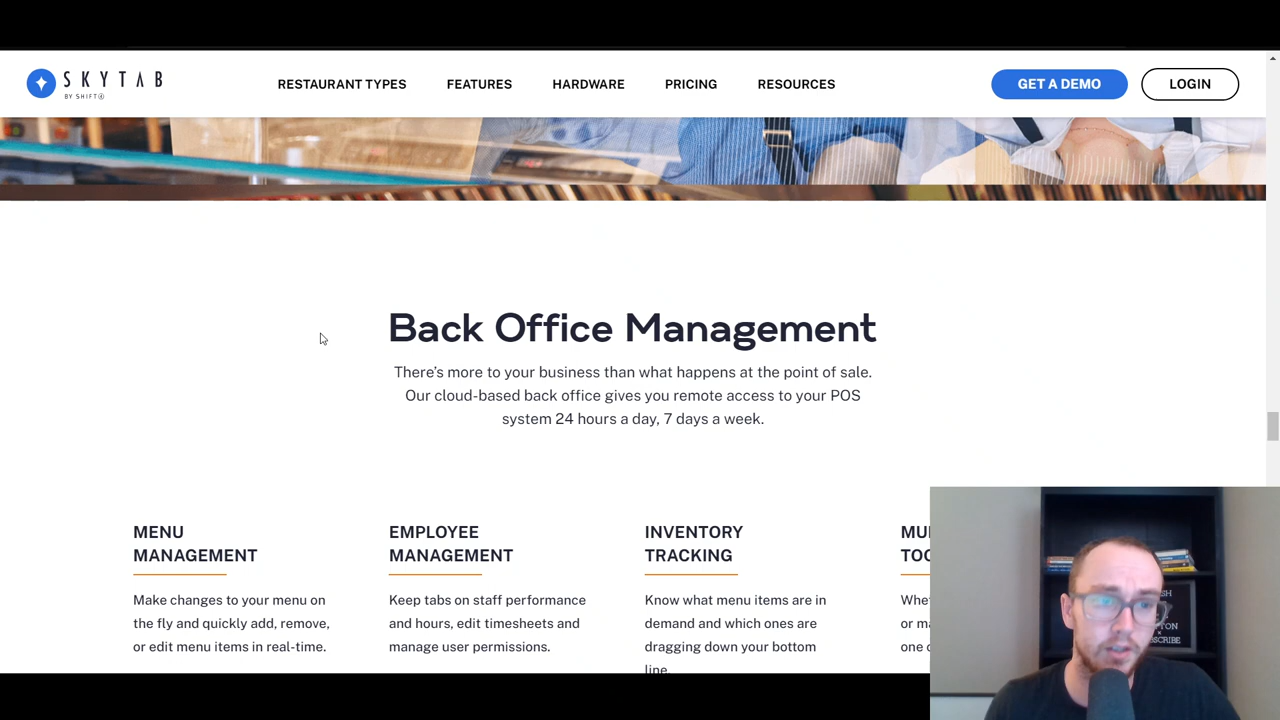 SKYTAB
BY SHIFT4
RESTAURANT TYPES
FEATURES
HARDWARE
PRICING
RESOURCES
GET A DEMO
LOGIN
Back Office Management
There's more to your business than what happens at the point of sale.
Our cloud-based back office gives you remote access to your POS
system 24 hours a day, 7 days a week.
MENU
MANAGEMENT
Make changes to your menu on
the fly and quickly add, remove,
or edit menu items in real-time.
EMPLOYEE
MANAGEMENT
Keep tabs on staff performance
and hours, edit timesheets and
manage user permissions.
INVENTORY
TRACKING
Know what menu items are in
demand and which ones are
dragging down your bottom
line.
or
one